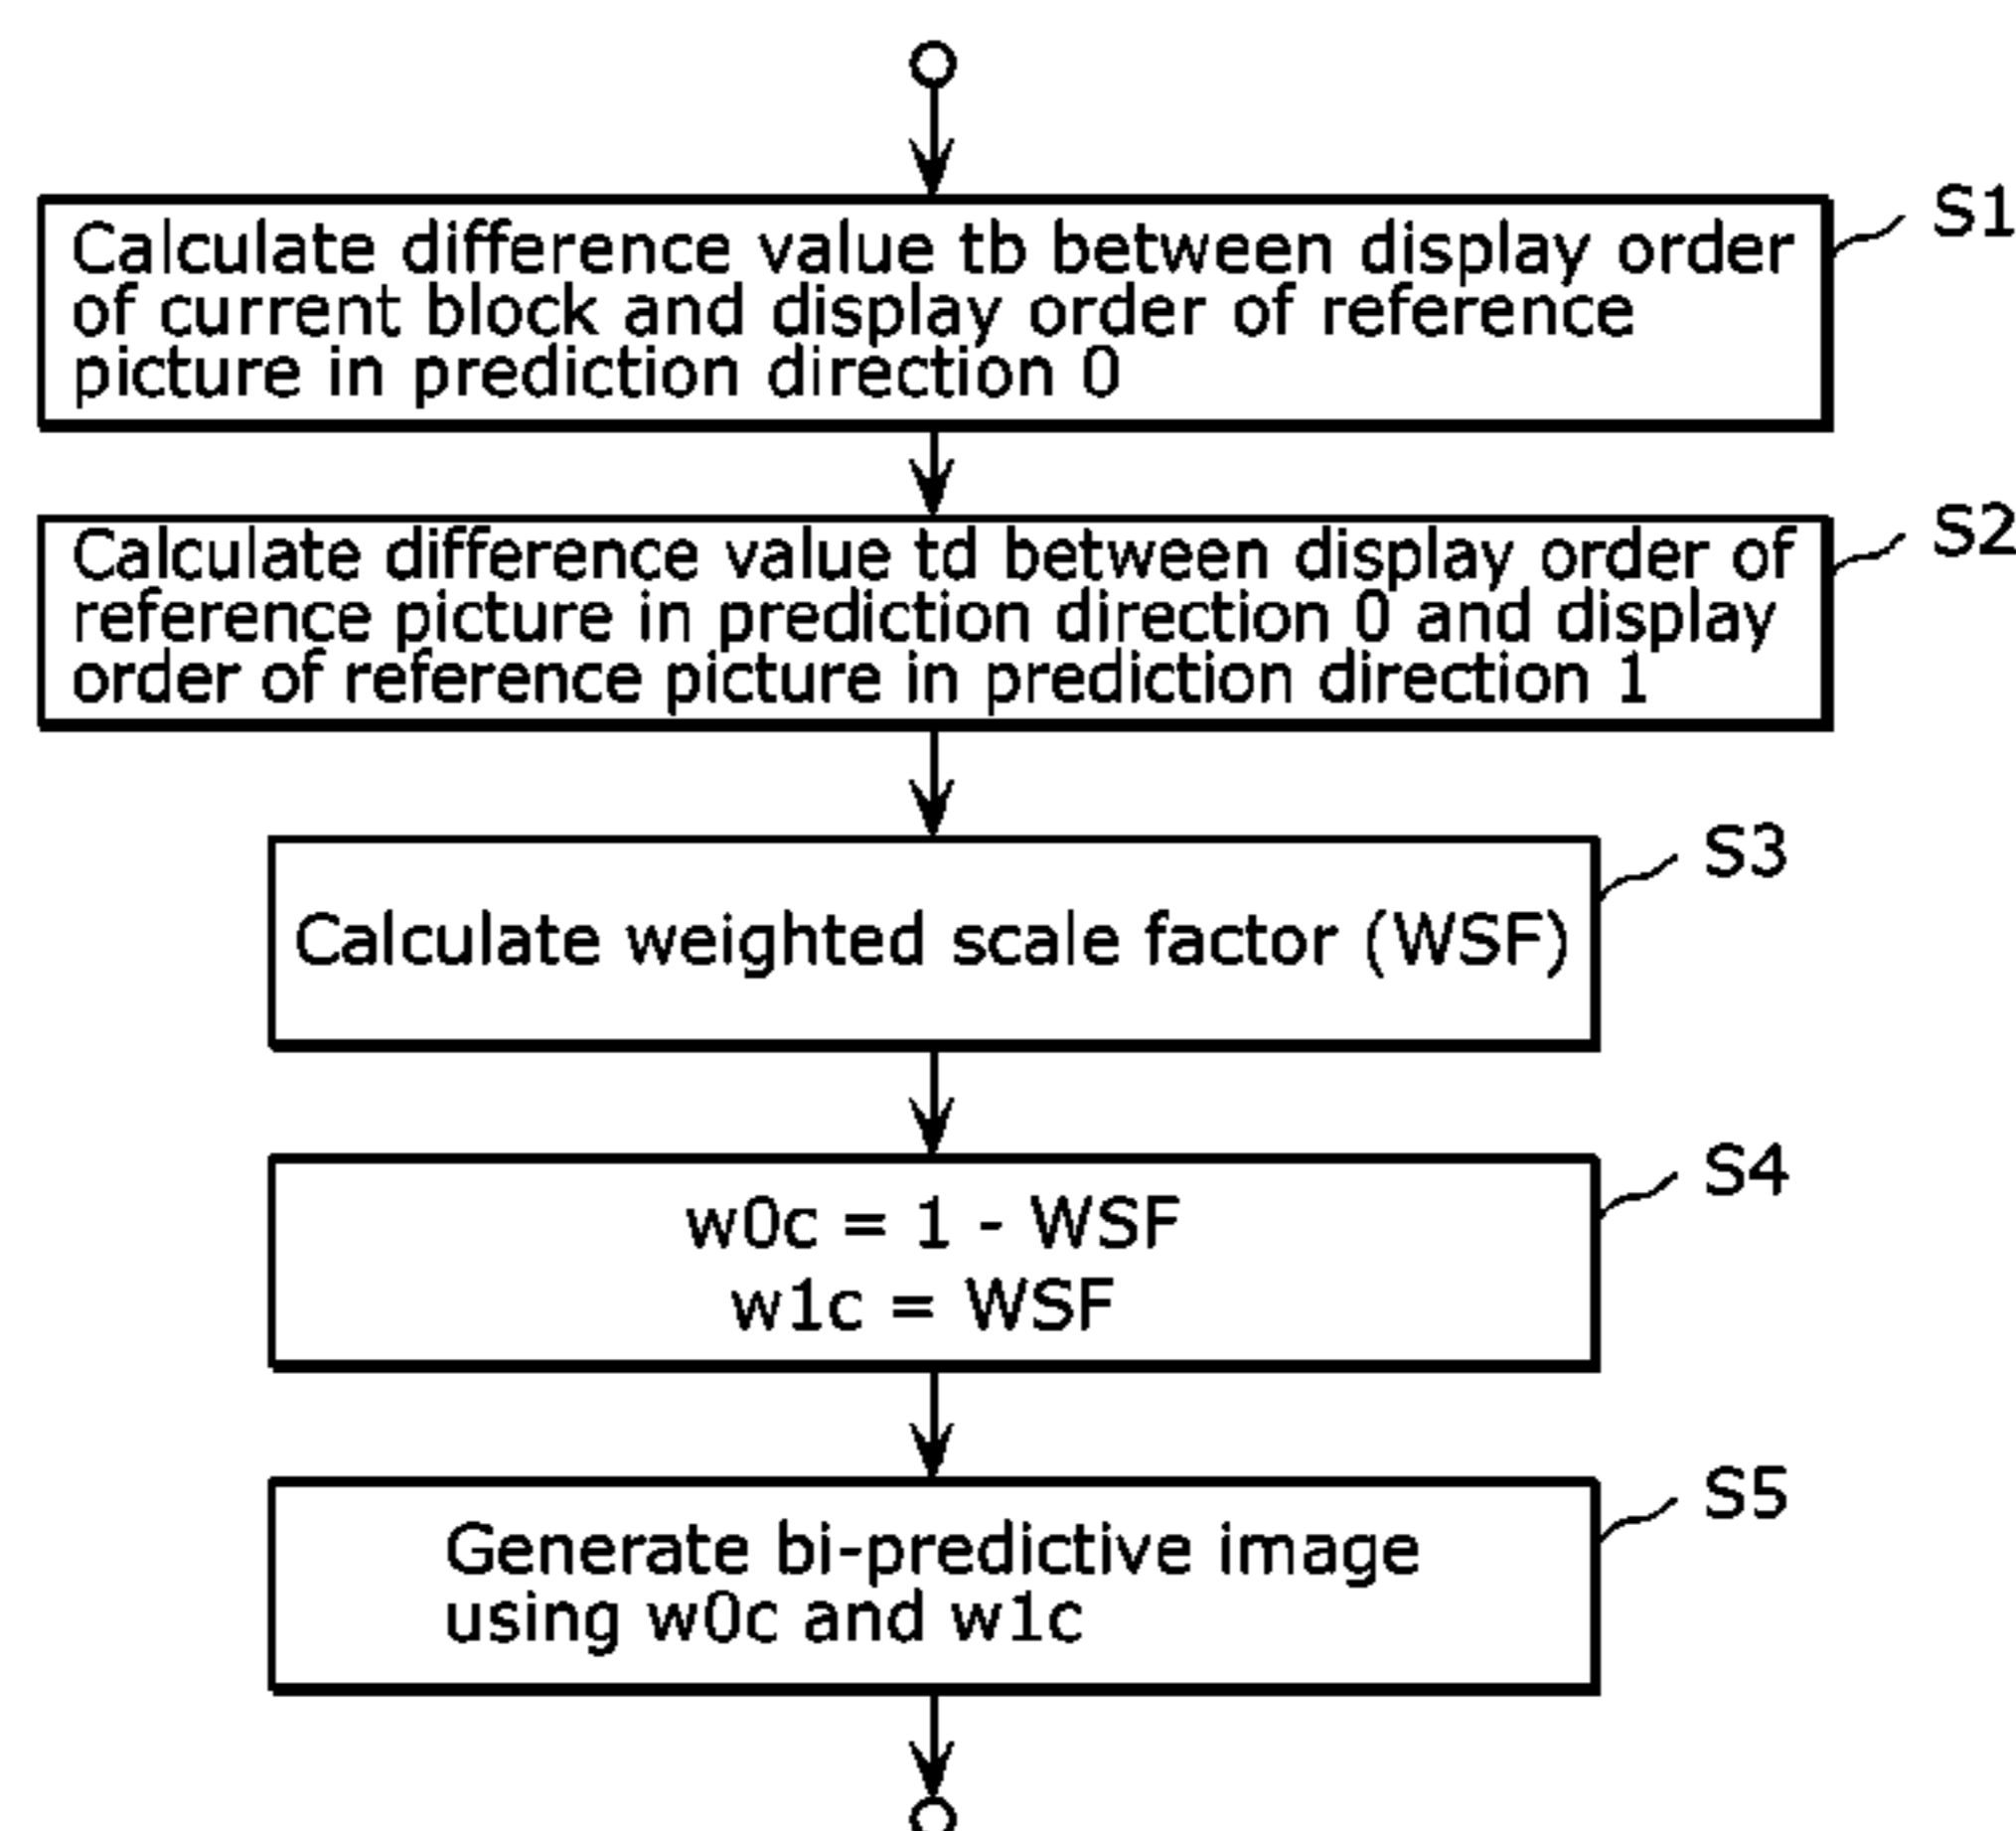 Calculate difference value tb between display order
of current block and display order of reference
picture in prediction direction 0
S1
Calculate difference value td between display order of
reference picture in prediction direction 0 and display
order of reference picture in prediction direction 1
S2
Calculate weighted scale factor (WSF)
S3
w0c = 1 - WSF
w1c = WSF
S4
Generate bi-predictive image
using w0c and w1c
S5